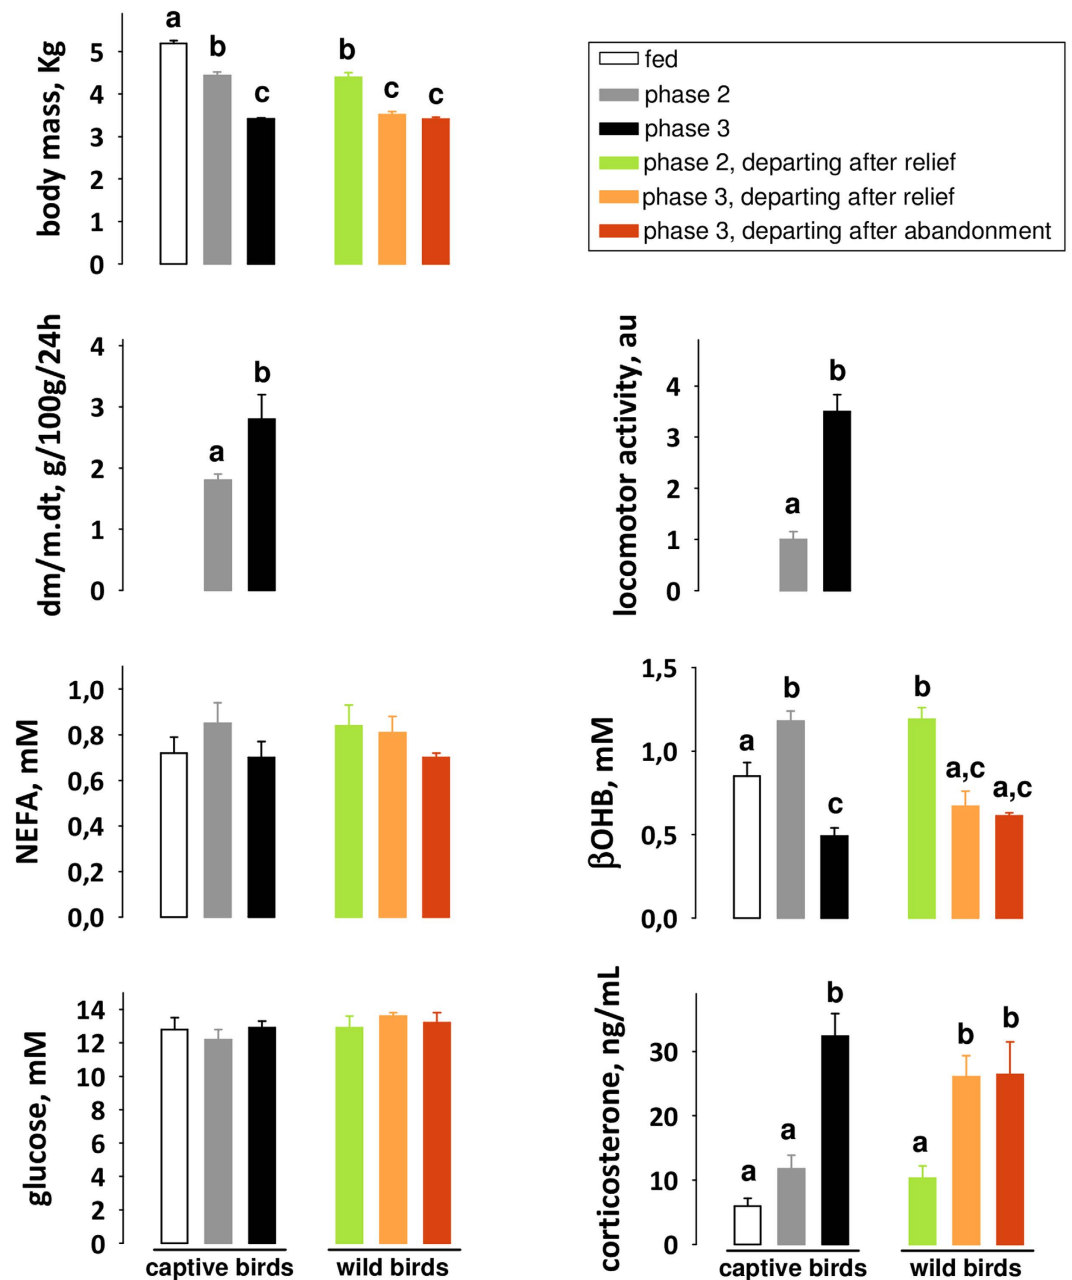 body mass, Kg
5
4
3
2
1
0
a
b
c
b
c
c
fed
phase 2
phase 3
phase 2, departing after relief
phase 3, departing after relief
phase 3, departing after abandonment
dm/m.dt, g/100g/24h
4
3
2
1
0
a
b
locomotor activity, au
4
3
2
1
0
a
b
NEFA, mM
1,0
0,8
0,6
0,4
0,2
0,0
βOHB, mM
1,5
1,0
0,5
0,0
a
b
c
b
a,c
a,c
glucose, mM
14
12
10
8
6
4
2
0
captive birds
wild birds
corticosterone, ng/mL
30
20
10
0
a
a
b
a
b
b
captive birds
wild birds